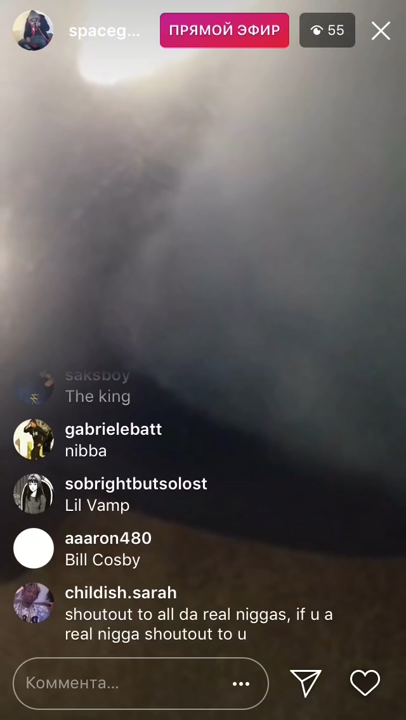 spaceg...
ПРЯМОЙ ЭФИР
55
saksboy
The king
gabrielebatt
nibba
sobrightbutsolost
Lil Vamp
aaaron480
Bill Cosby
childish.sarah
shoutout to all da real niggas, if u a
real nigga shoutout to u
Коммента...